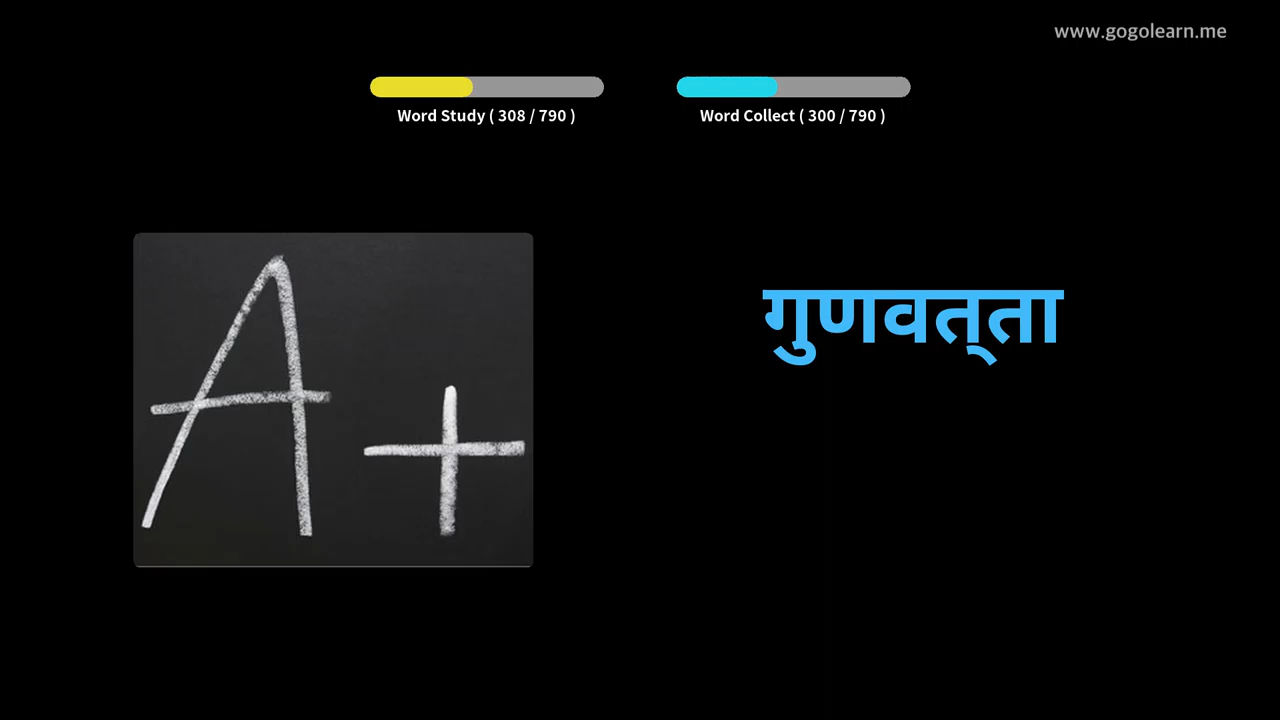 www.gogolearn.me
Word Study ( 308 / 790 )
Word Collect ( 300 / 790 )
A+
गुणवत्‌ता